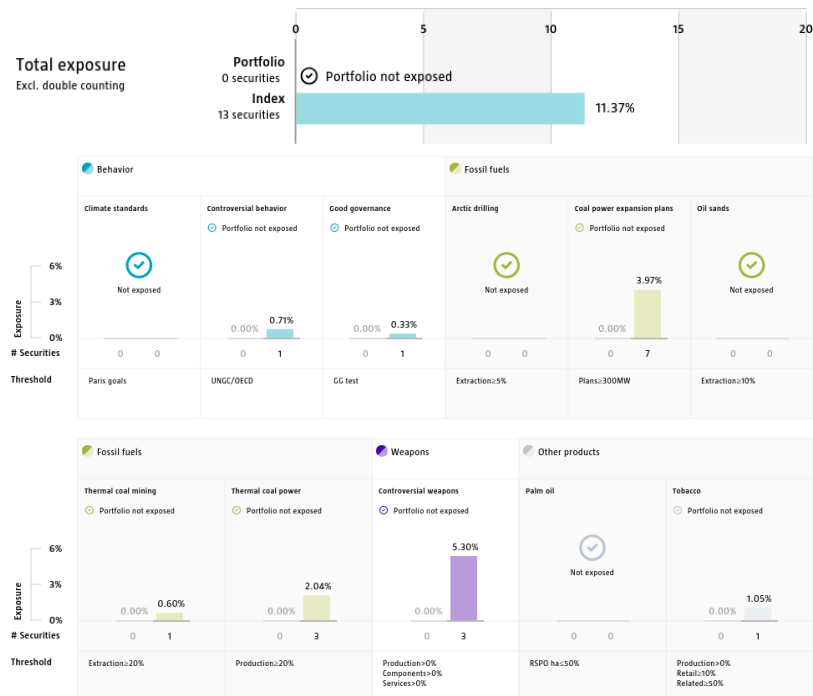 0 5 10 15 20
Total exposure
Excl. double counting
Portfolio
0 securities
Portfolio not exposed
Index
13 securities
11.37%
Behavior
Fossil fuels
Climate standards
Controversial behavior
Good governance
Arctic drilling
Coal power expansion plans
Oil sands
Portfolio not exposed
Portfolio not exposed
Portfolio not exposed
Not exposed
Not exposed
Not exposed
Exposure
6%
3%
0%
0.00% 0.71%
0.00% 0.33%
0.00% 3.97%
# Securities 0 0 0 1 0 1 0 0 0 7 0 0
Threshold
Paris goals
UNGC/OECD
GG test
Extraction≥5%
Plans≥300MW
Extraction≥10%
Fossil fuels
Weapons
Other products
Thermal coal mining
Thermal coal power
Controversial weapons
Palm oil
Tobacco
Portfolio not exposed
Portfolio not exposed
Portfolio not exposed
Portfolio not exposed
Not exposed
Exposure
6%
3%
0%
0.00% 0.60%
0.00% 2.04%
0.00% 5.30%
0.00% 1.05%
# Securities 0 1 0 3 0 3 0 0 0 1
Threshold
Extraction≥20%
Production≥20%
Production>0%
Components>0%
Services>0%
RSPO ha≤50%
Production>0%
Retail≥10%
Related≥50%